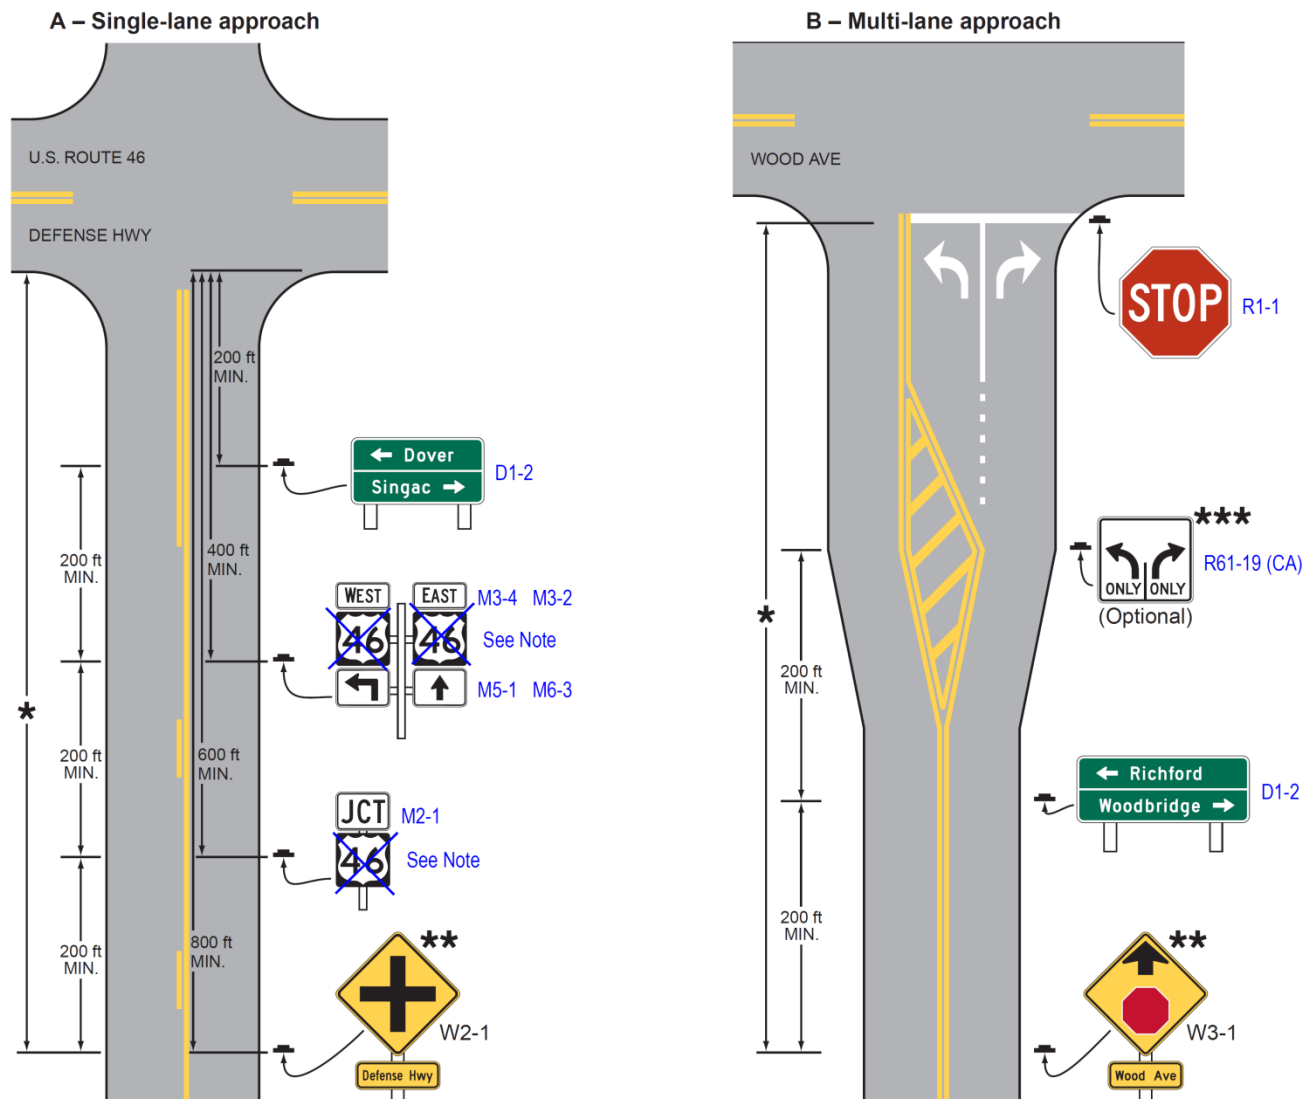 A – Single-lane approach
U.S. ROUTE 46
DEFENSE HWY
200 ft
MIN.
← Dover
Singac →
D1-2
200 ft
MIN.
400 ft
MIN.
WEST
EAST
M3-4 M3-2
46
46
See Note
M5-1 M6-3
*
200 ft
MIN.
600 ft
MIN.
JCT
M2-1
46
See Note
200 ft
MIN.
800 ft
MIN.
**
W2-1
Defense Hwy
B – Multi-lane approach
WOOD AVE
STOP
R1-1
***
R61-19 (CA)
ONLY ONLY
(Optional)
*
200 ft
MIN.
← Richford
Woodbridge →
D1-2
200 ft
MIN.
**
W3-1
Wood Ave